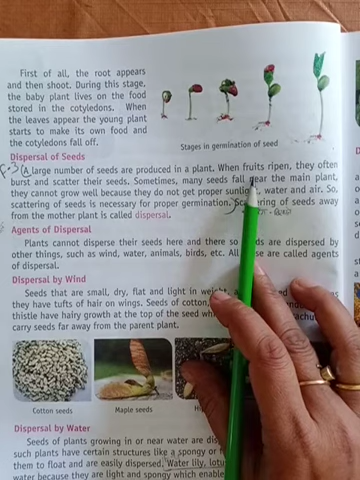 First of all, the root appears
and then shoot. During this stage,
the baby plant lives on the food
stored in the cotyledons. When
the leaves appear the young plant
starts to make its own food and
the cotyledons fall off.
Stages in germination of seed
Dispersal of Seeds
A large number of seeds are produced in a plant. When fruits ripen, they often
burst and scatter their seeds. Sometimes, many seeds fall near the main plant,
they cannot grow well because they do not get proper sunlight, water and air. So,
scattering of seeds is necessary for proper germination. Scattering of seeds away
from the mother plant is called dispersal.
Agents of Dispersal
Plants cannot disperse their seeds here and there so seeds are dispersed by
other things, such as wind, water, animals, birds, etc. All these are called agents
of dispersal.
Dispersal by Wind
Seeds that are small, dry, flat and light in weight,
they have tufts of hair on wings. Seeds of cotton,
thistle have hairy growth at the top of the seed
carry seeds far away from the parent plant.
Cotton seeds
Maple seeds
Dispersal by Water
Seeds of plants growing in or near water are
such plants have certain structures like a spongy or
them to float and are easily dispersed. Water lily,
water because they are light and spongy which